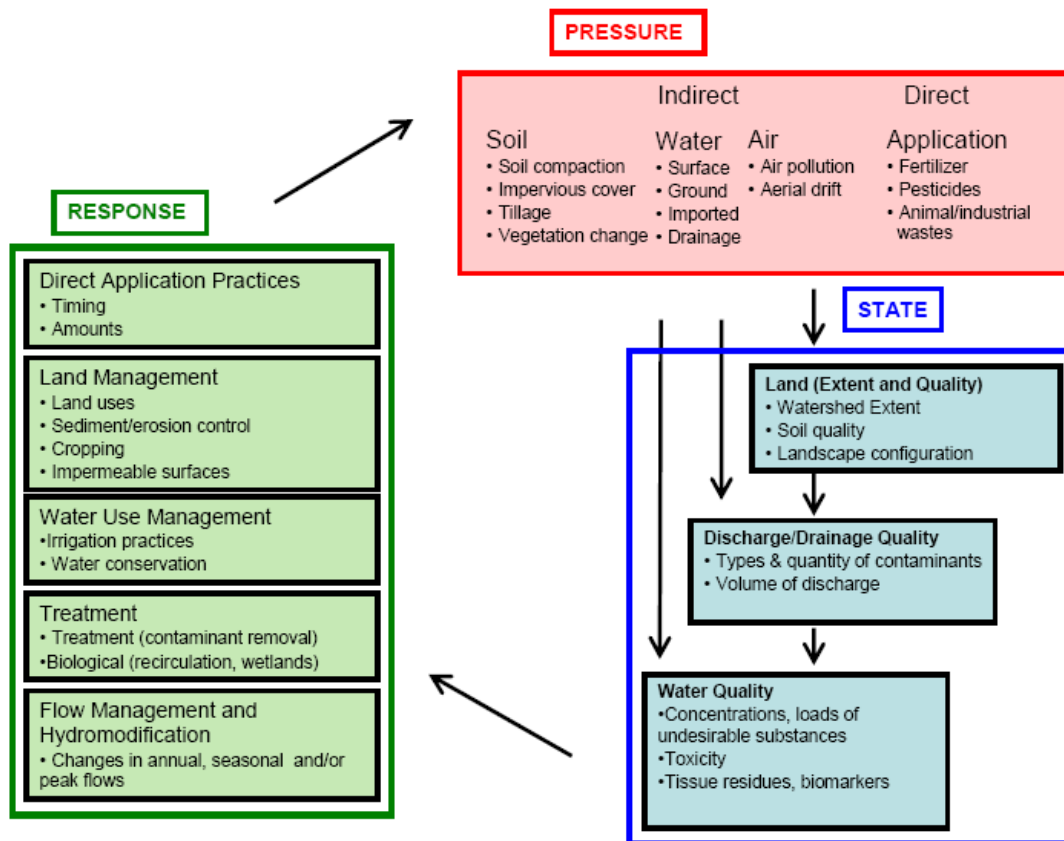 PRESSURE
Indirect
Direct
Soil
• Soil compaction
• Impervious cover
• Tillage
• Vegetation change
Water
• Surface
• Ground
• Imported
• Drainage
Air
• Air pollution
• Aerial drift
Application
• Fertilizer
• Pesticides
• Animal/industrial
wastes
RESPONSE
Direct Application Practices
• Timing
• Amounts
Land Management
• Land uses
• Sediment/erosion control
• Cropping
• Impermeable surfaces
Water Use Management
•Irrigation practices
• Water conservation
Treatment
• Treatment (contaminant removal)
•Biological (recirculation, wetlands)
Flow Management and
Hydromodification
• Changes in annual, seasonal and/or
peak flows
STATE
Land (Extent and Quality)
• Watershed Extent
• Soil quality
• Landscape configuration
Discharge/Drainage Quality
• Types & quantity of contaminants
• Volume of discharge
Water Quality
•Concentrations, loads of
undesirable substances
•Toxicity
•Tissue residues, biomarkers